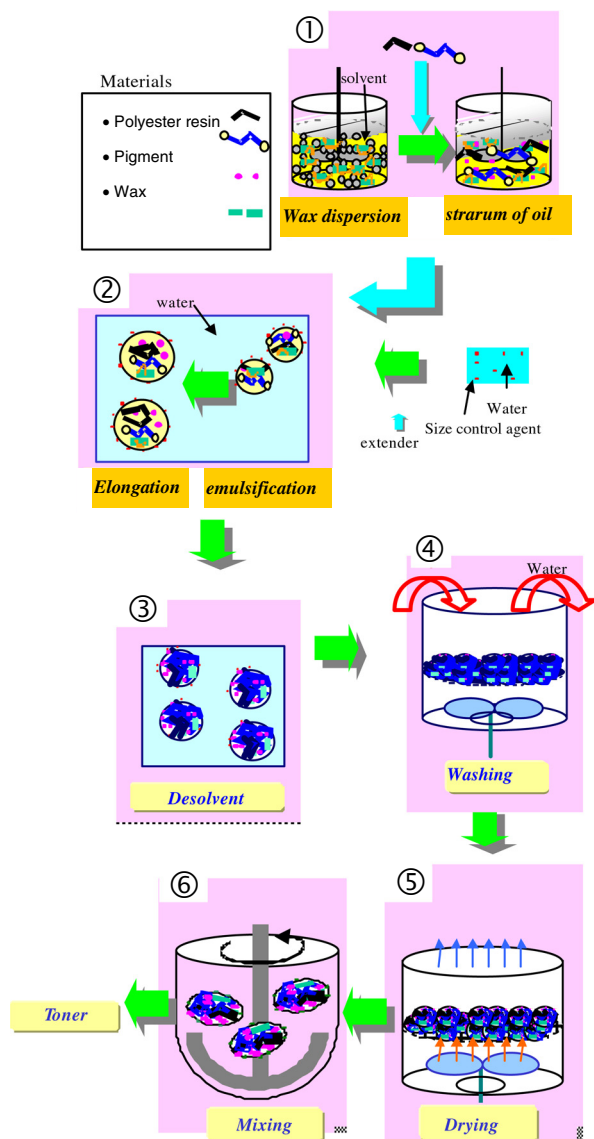 ①
Materials
solvent
• Polyester resin
• Pigment
• Wax
Wax dispersion
strarum of oil
②
water
Water
Size control agent
extender
Elongation
emulsification
④
Water
③
Desolvent
Washing
⑥
⑤
Toner
Mixing
Drying